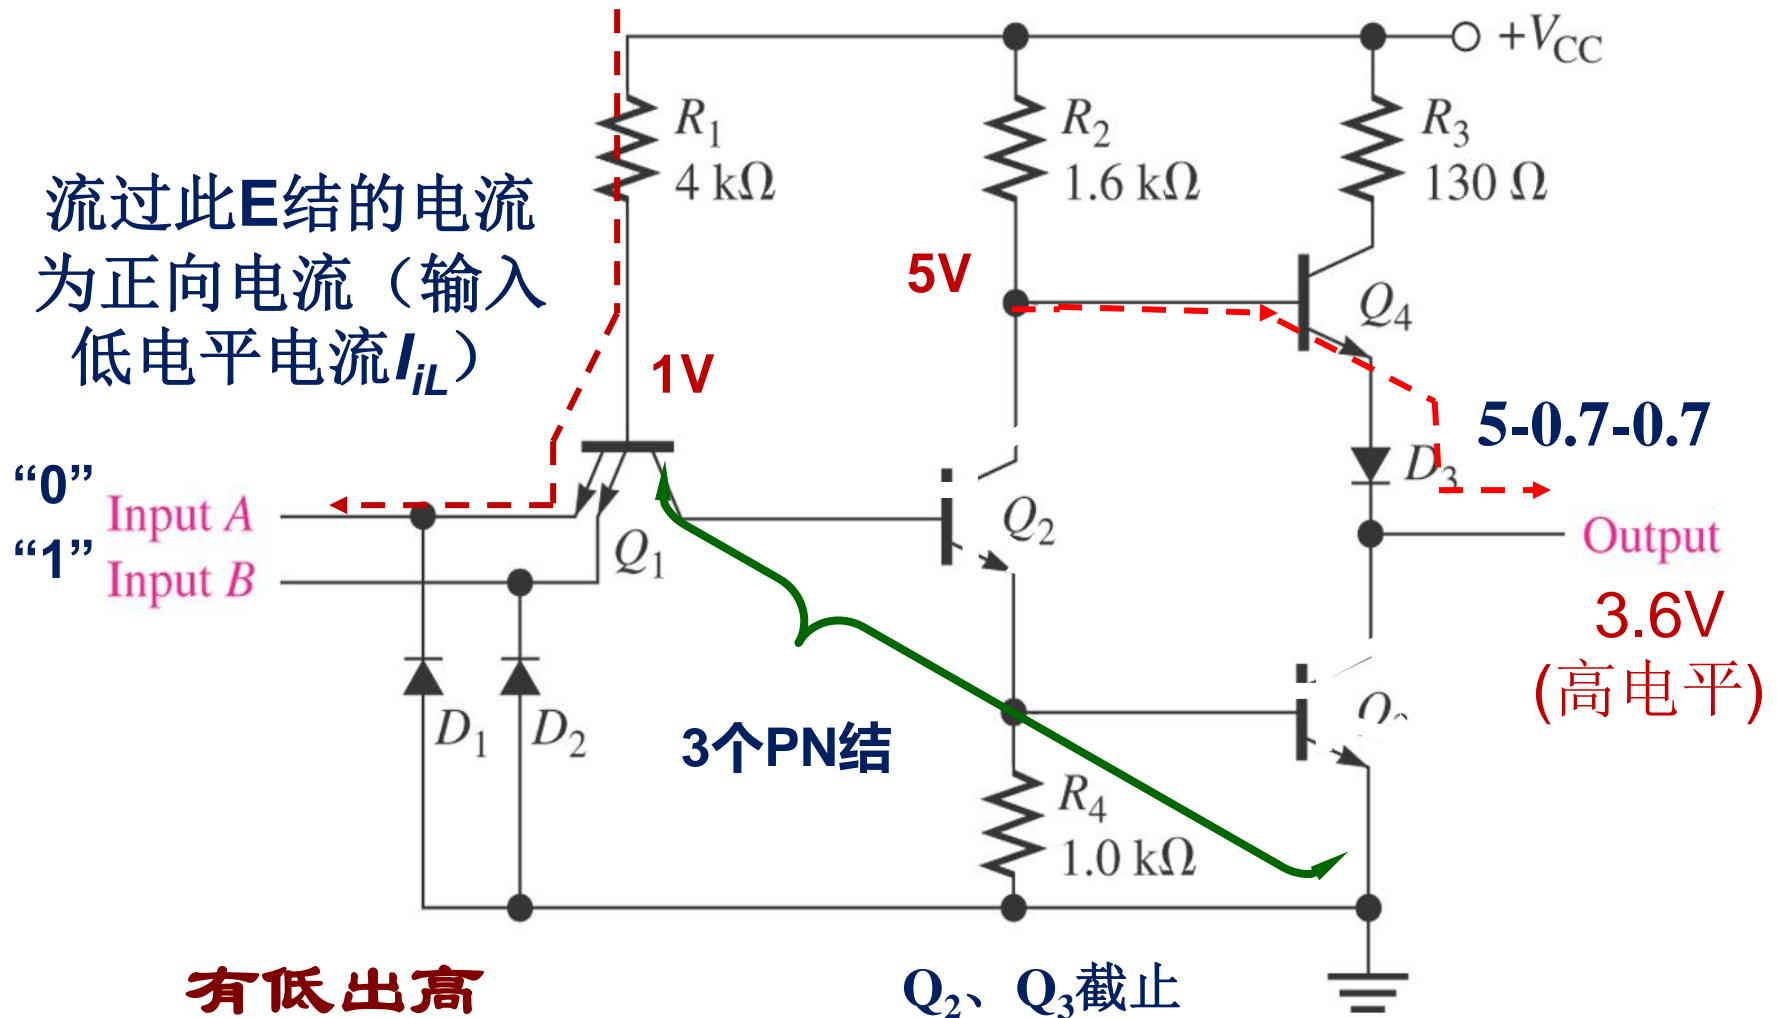 +VCC
R1
4 kΩ
R2
1.6 kΩ
R3
130 Ω
流过此E结的电流
为正向电流（输入
低电平电流IiL）
5V
Q4
1V
5-0.7-0.7
D3
“0”
Input A
“1”
Input B
Q1
Q2
Output
3.6V
(高电平)
D1
D2
3个PN结
R4
1.0 kΩ
有低出高
Q2、Q3截止